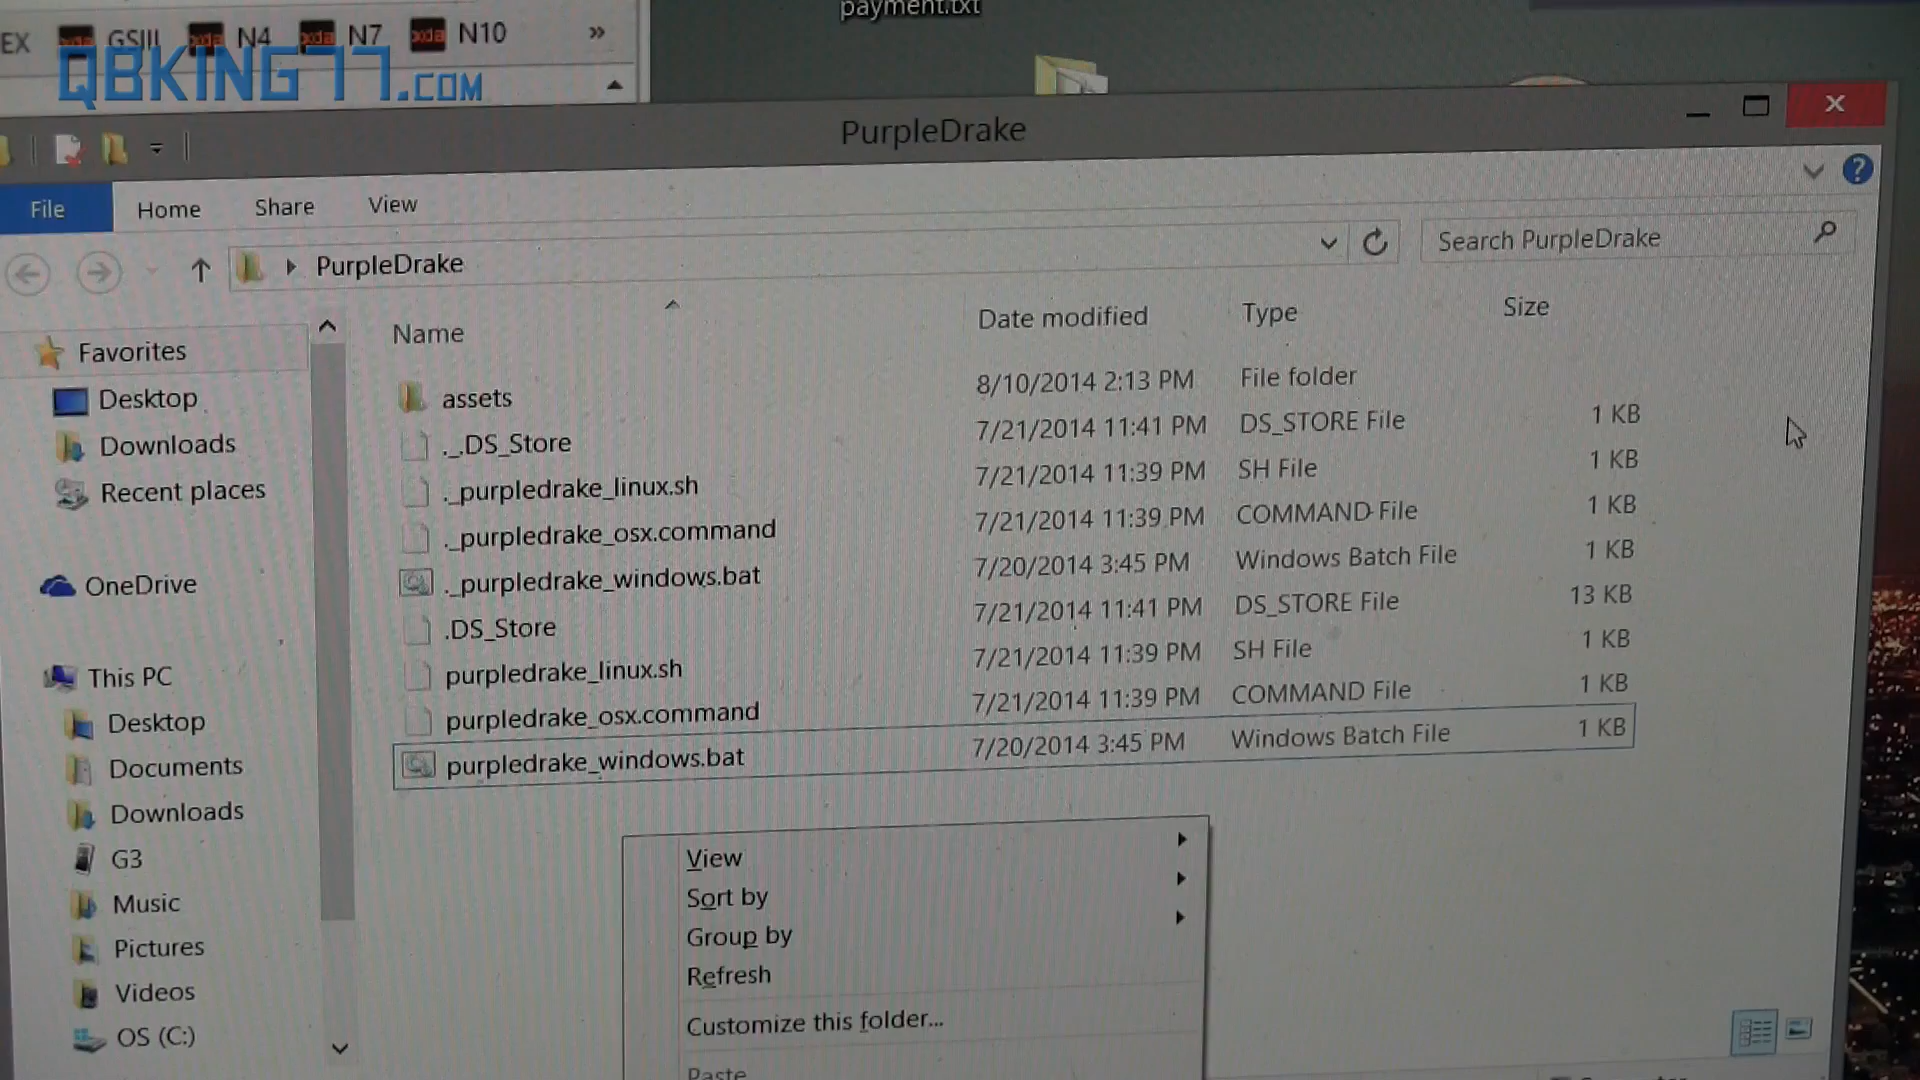 payment.txt
EX GSIII N4 N7 N10 »
QBKING77.COM
PurpleDrake
File Home Share View
PurpleDrake
Search PurpleDrake
Name Date modified Type Size
assets 8/10/2014 2:13 PM File folder
._.DS_Store 7/21/2014 11:41 PM DS_STORE File 1 KB
._purpledrake_linux.sh 7/21/2014 11:39 PM SH File 1 KB
._purpledrake_osx.command 7/21/2014 11:39 PM COMMAND File 1 KB
._purpledrake_windows.bat 7/20/2014 3:45 PM Windows Batch File 1 KB
.DS_Store 7/21/2014 11:41 PM DS_STORE File 13 KB
purpledrake_linux.sh 7/21/2014 11:39 PM SH File 1 KB
purpledrake_osx.command 7/21/2014 11:39 PM COMMAND File 1 KB
purpledrake_windows.bat 7/20/2014 3:45 PM Windows Batch File 1 KB
Favorites
Desktop
Downloads
Recent places
OneDrive
This PC
Desktop
Documents
Downloads
G3
Music
Pictures
Videos
OS (C:)
View
Sort by
Group by
Refresh
Customize this folder...
Paste